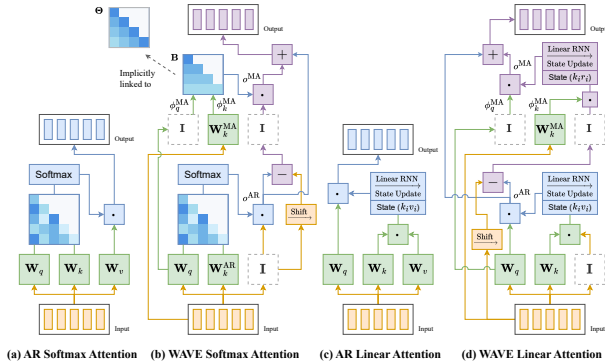 Θ
Implicitly
linked to
B
Output
+
o^MA
ϕ_q^MA
ϕ_k^MA
·
I
W_k^MA
I
−
Softmax
o^AR
·
Shift
W_q
W_k^AR
I
Input
(b) WAVE Softmax Attention
Output
Softmax
·
W_q
W_k
W_v
Input
(a) AR Softmax Attention
Output
Linear RNN
State Update
State (k_i v_i)
·
·
W_q
W_k
W_v
Input
(c) AR Linear Attention
Output
+
o^MA
Linear RNN
State Update
State (k_i v_i)
·
ϕ_q^MA
ϕ_k^MA
·
I
W_k^MA
I
−
o^AR
Linear RNN
State Update
State (k_i v_i)
·
Shift
·
W_q
W_k
I
Input
(d) WAVE Linear Attention